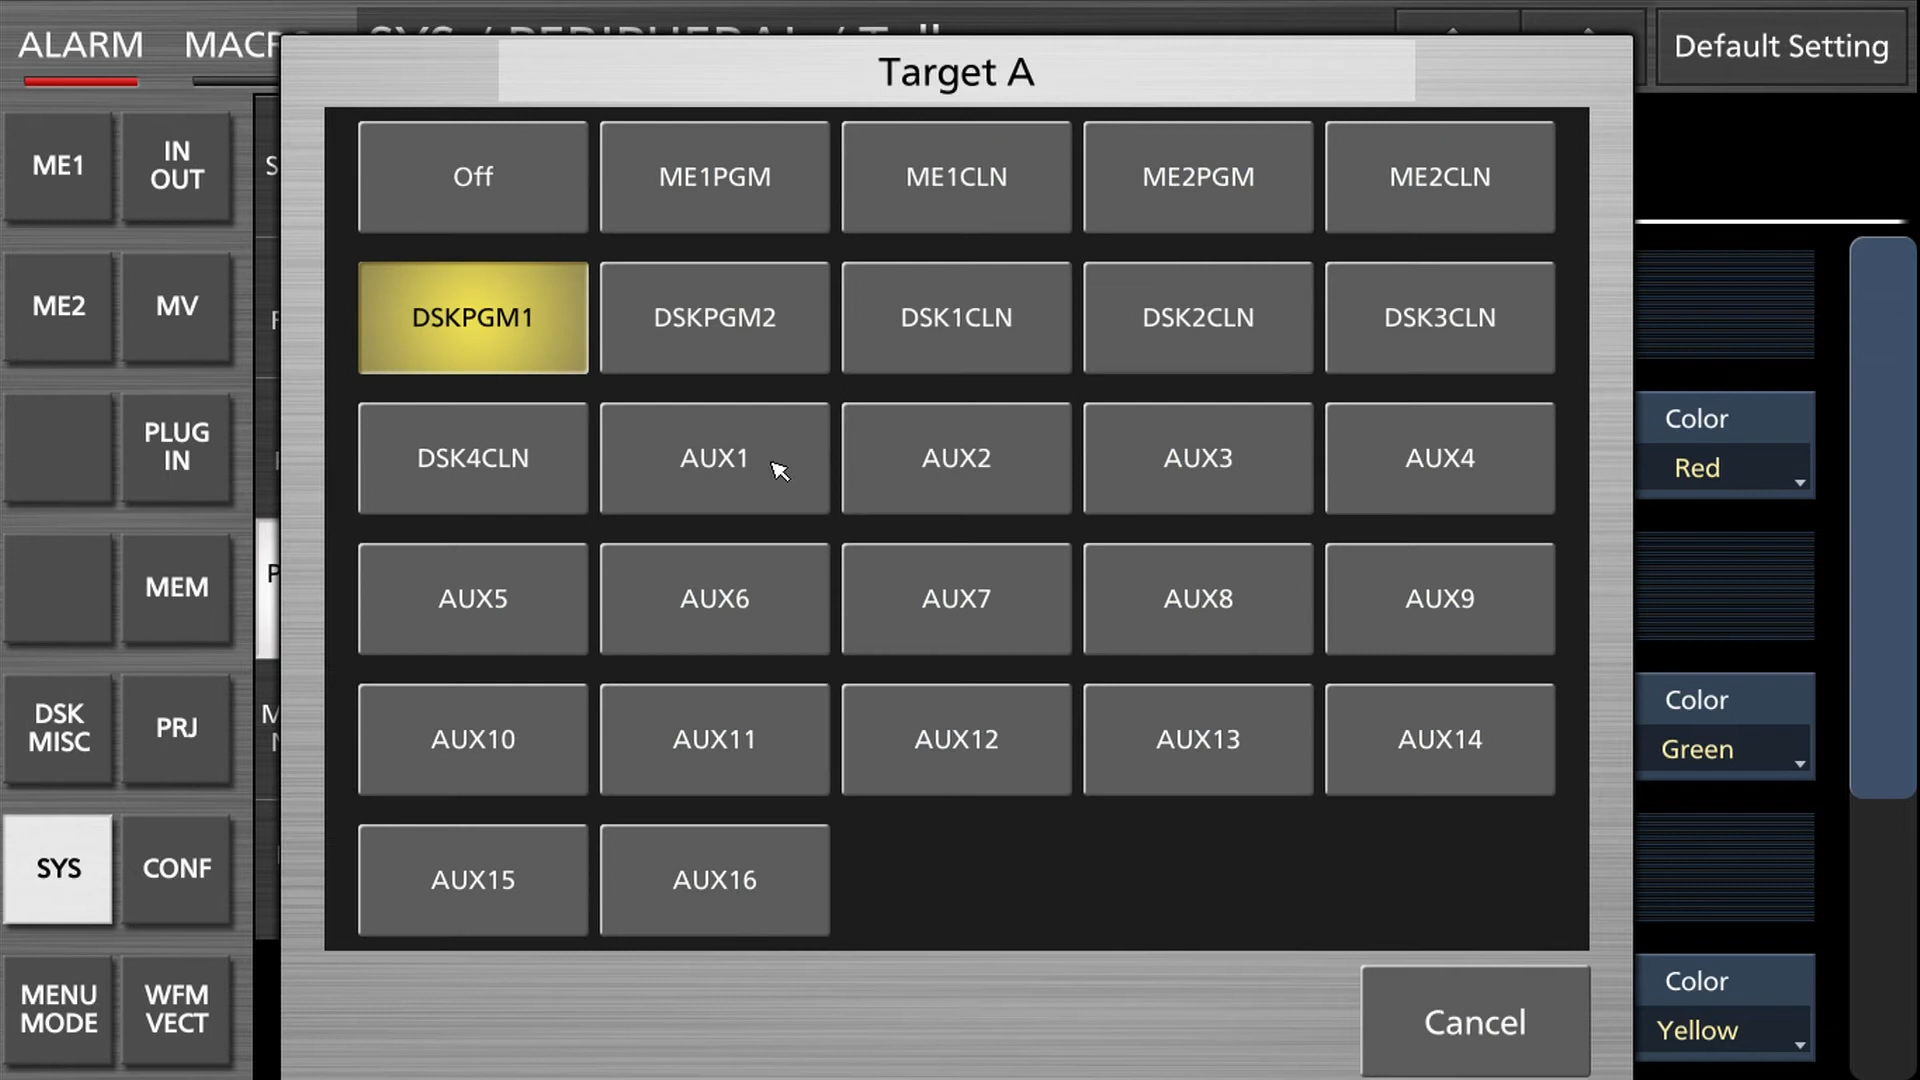 ALARM
Target A
Default Setting
ME1
IN
OUT
Off
ME1PGM
ME1CLN
ME2PGM
ME2CLN
ME2
MV
DSKPGM1
DSKPGM2
DSK1CLN
DSK2CLN
DSK3CLN
PLUG
IN
DSK4CLN
AUX1
AUX2
AUX3
AUX4
Color
Red
MEM
AUX5
AUX6
AUX7
AUX8
AUX9
DSK
MISC
PRJ
AUX10
AUX11
AUX12
AUX13
AUX14
Color
Green
SYS
CONF
AUX15
AUX16
MENU
MODE
WFM
VECT
Cancel
Color
Yellow